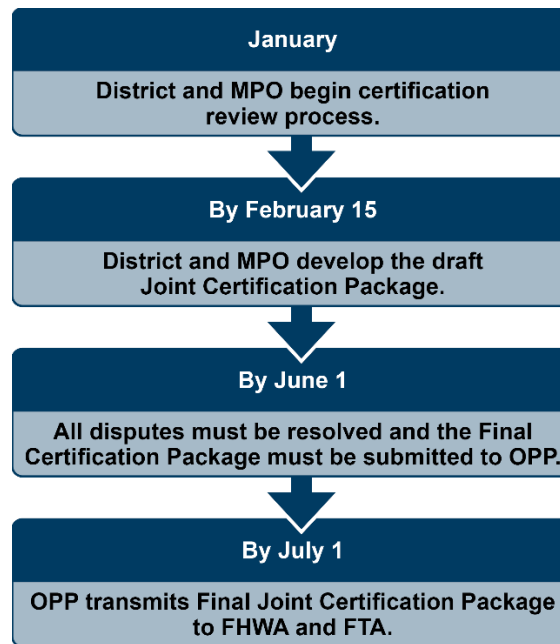 January
District and MPO begin certification
review process.
By February 15
District and MPO develop the draft
Joint Certification Package.
By June 1
All disputes must be resolved and the Final
Certification Package must be submitted to OPP.
By July 1
OPP transmits Final Joint Certification Package
to FHWA and FTA.